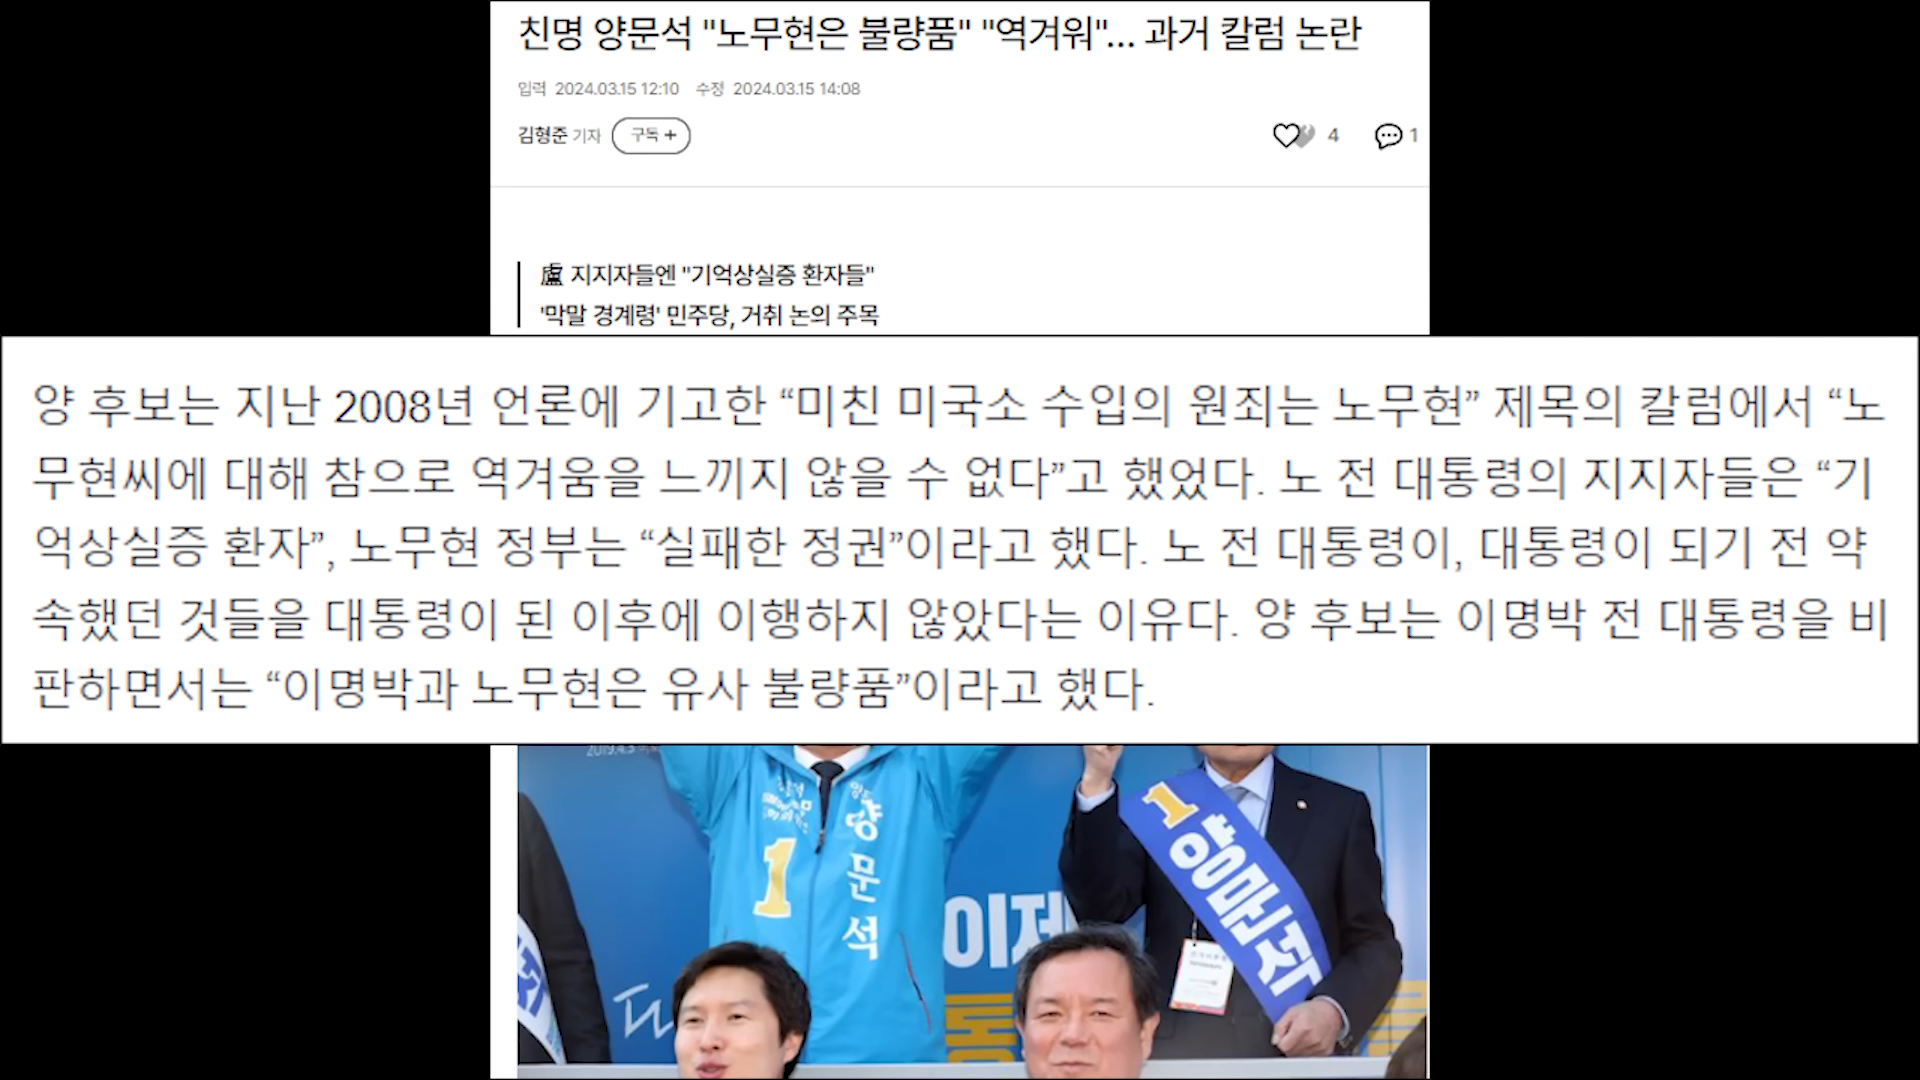 친명 양문석 "노무현은 불량품" "역겨워"... 과거 칼럼 논란
입력 2024.03.15 12:10 수정 2024.03.15 14:08
김형준 기자 구독 +
4 1
盧 지지자들엔 "기억상실증 환자들"
'막말 경계령' 민주당, 거취 논의 주목
양 후보는 지난 2008년 언론에 기고한 “미친 미국소 수입의 원죄는 노무현” 제목의 칼럼에서 “노
무현씨에 대해 참으로 역겨움을 느끼지 않을 수 없다”고 했었다. 노 전 대통령의 지지자들은 “기
억상실증 환자”, 노무현 정부는 “실패한 정권”이라고 했다. 노 전 대통령이, 대통령이 되기 전 약
속했던 것들을 대통령이 된 이후에 이행하지 않았다는 이유다. 양 후보는 이명박 전 대통령을 비
판하면서는 “이명박과 노무현은 유사 불량품”이라고 했다.
2019.4.3
1 양문석
1 양문석
이제
통